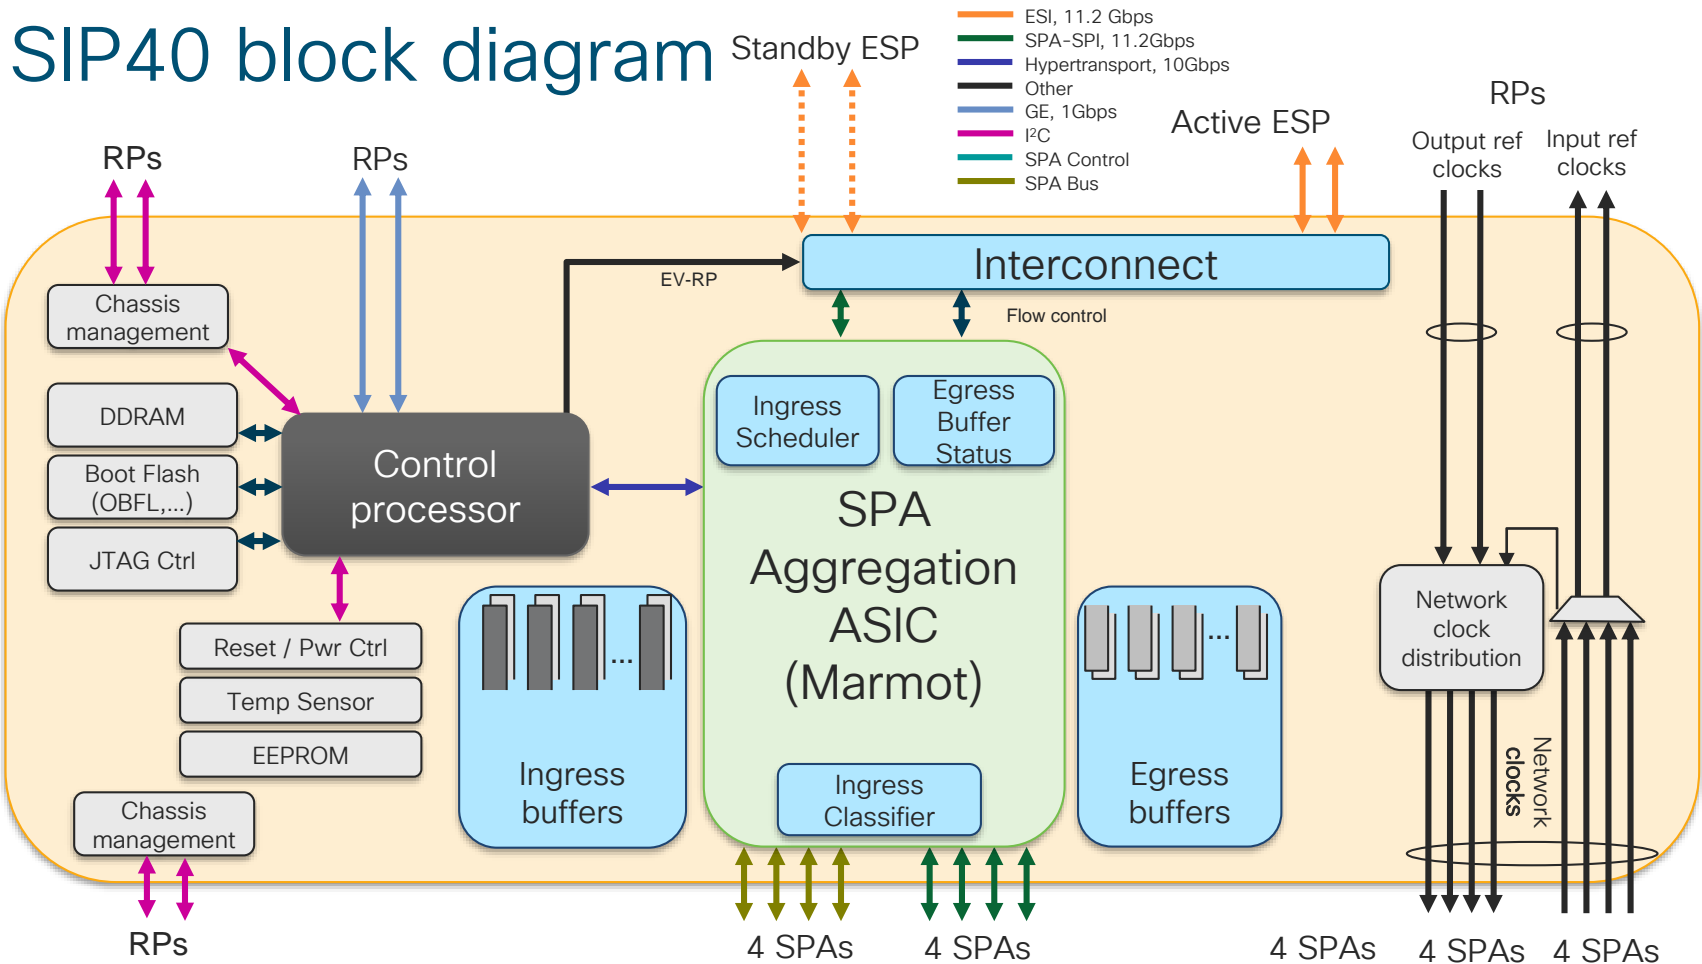 SIP40 block diagram
Standby ESP
ESI, 11.2 Gbps
SPA-SPI, 11.2Gbps
Hypertransport, 10Gbps
Other
GE, 1Gbps
I²C
SPA Control
SPA Bus
Active ESP
RPs
Output ref
clocks
Input ref
clocks
RPs
RPs
Interconnect
EV-RP
Flow control
Chassis
management
DDRAM
Boot Flash
(OBFL,...)
JTAG Ctrl
Control
processor
Ingress
Scheduler
Egress
Buffer
Status
SPA
Aggregation
ASIC
(Marmot)
Network
clock
distribution
Reset / Pwr Ctrl
Temp Sensor
EEPROM
...
Ingress
buffers
...
Egress
buffers
Ingress
Classifier
Network
clocks
Chassis
management
RPs
4 SPAs
4 SPAs
4 SPAs
4 SPAs
4 SPAs